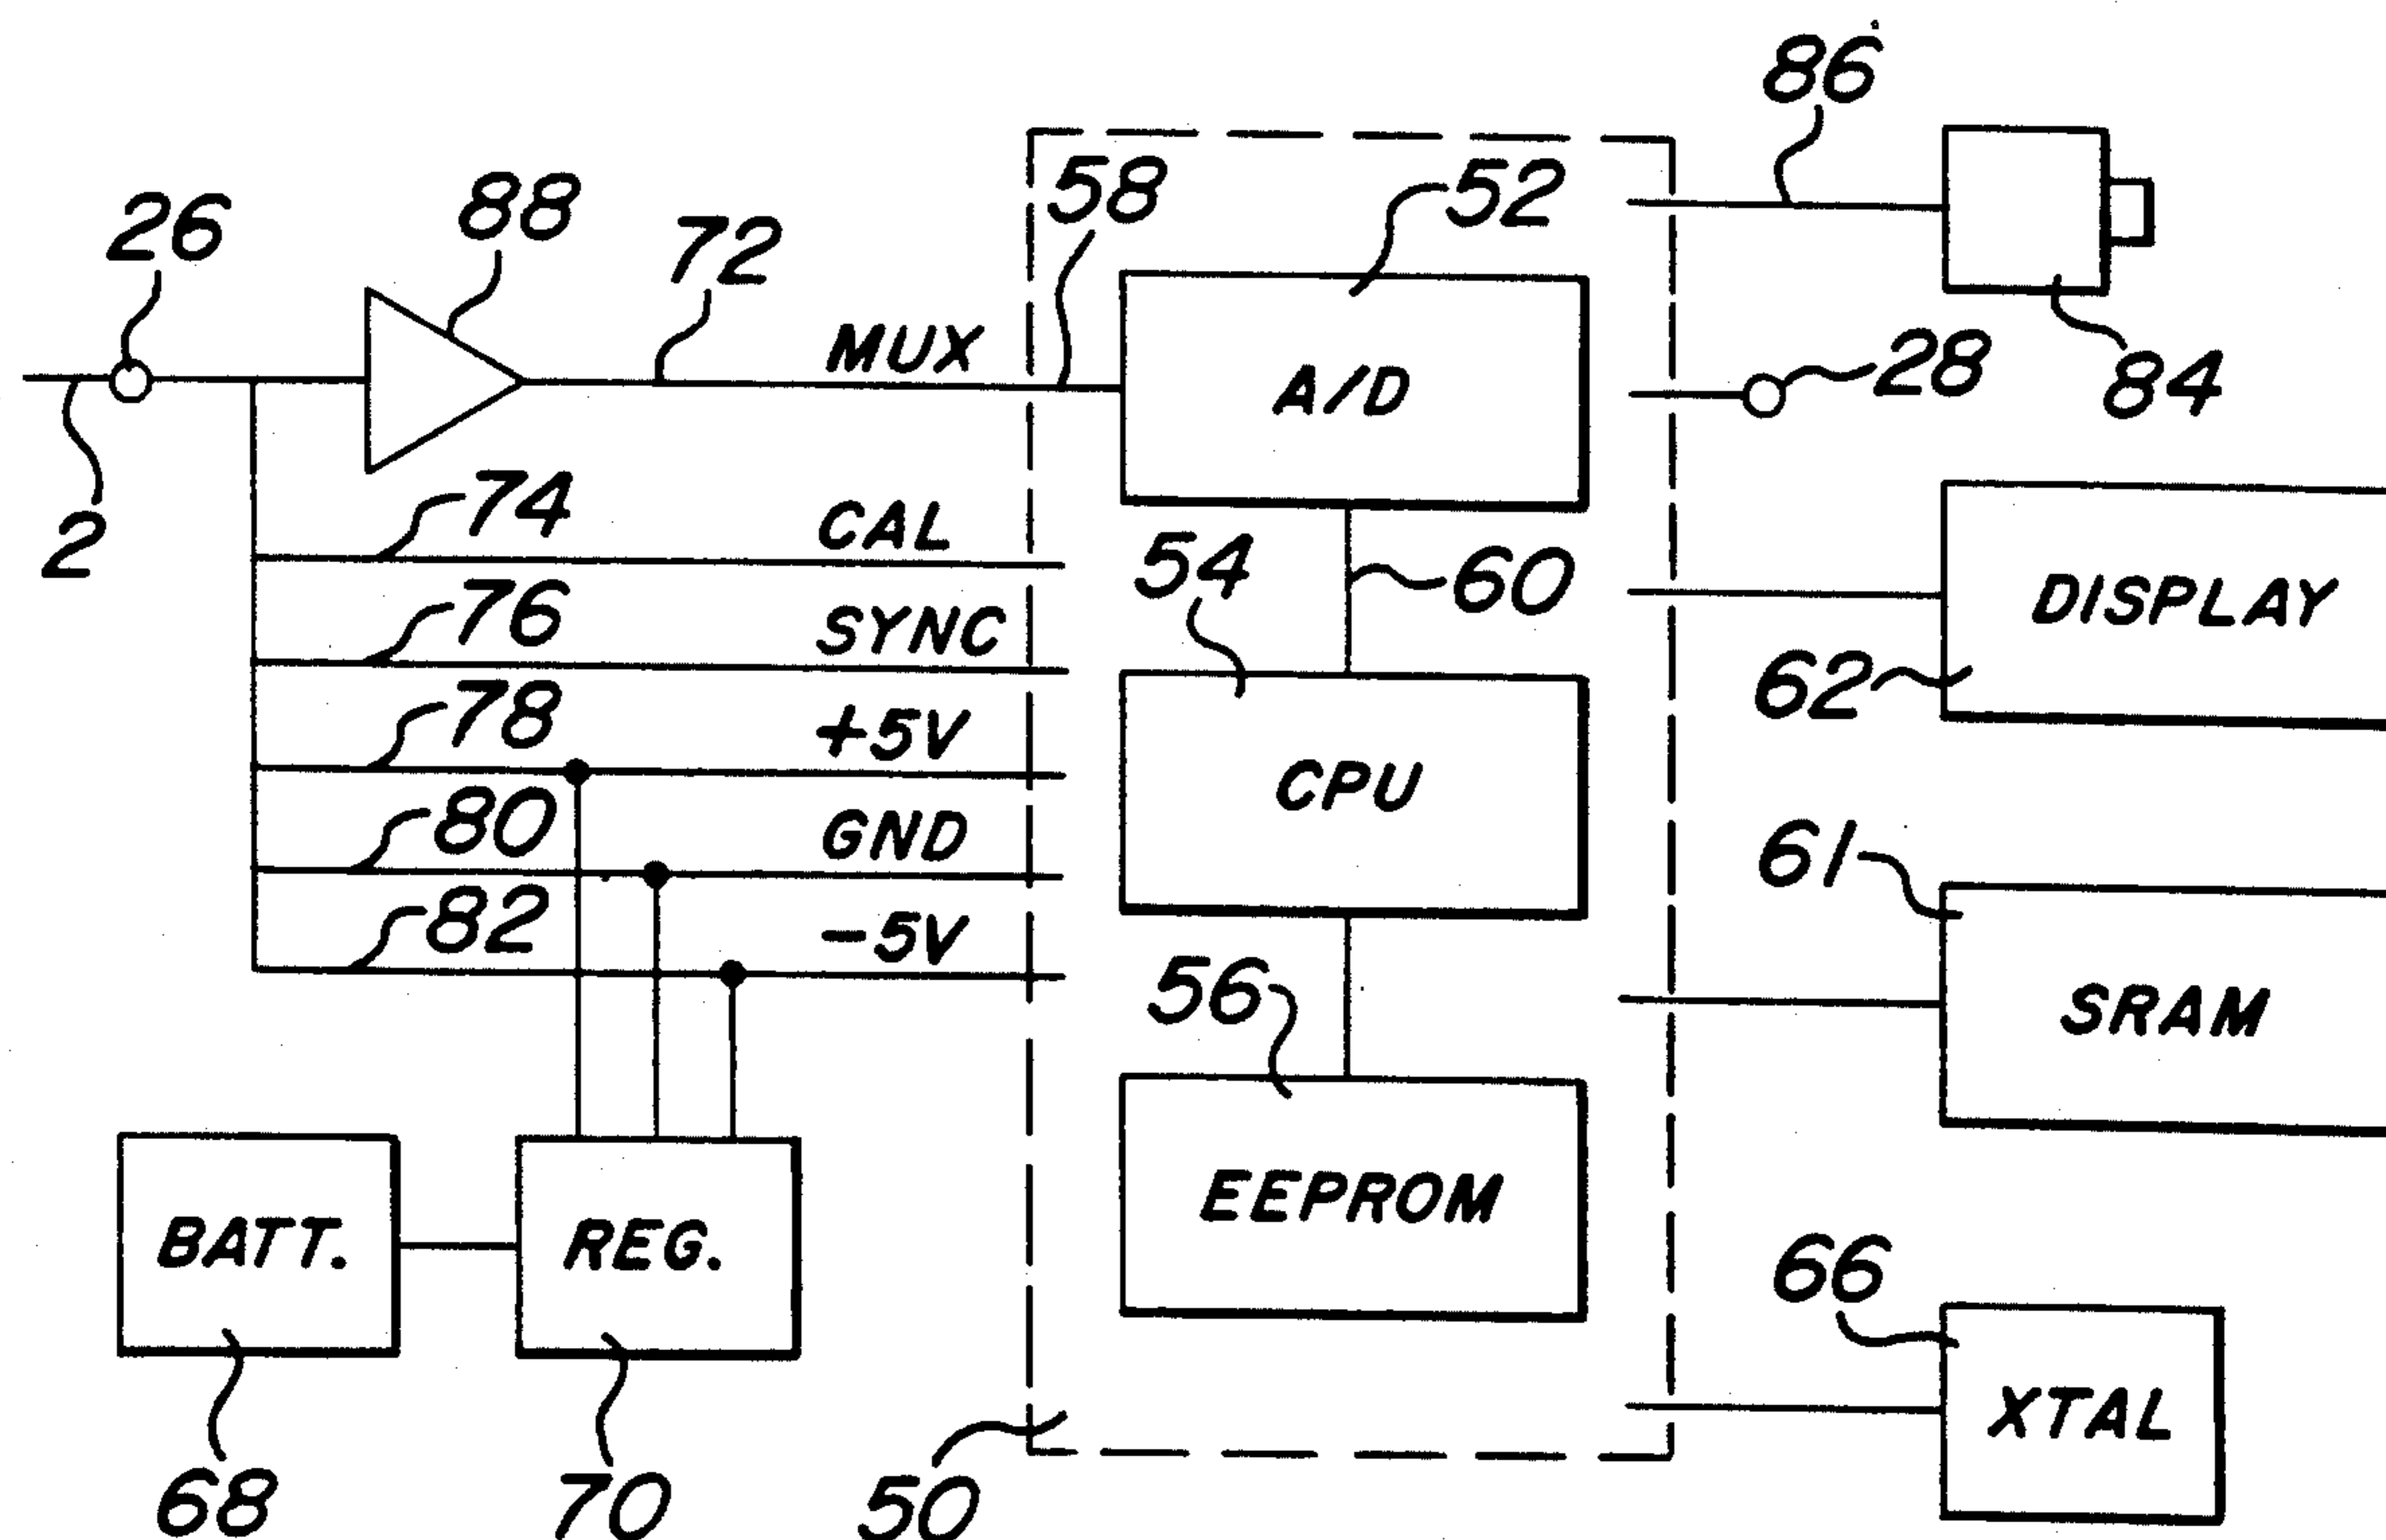 86
26
88
72
58
52
MUX
A/D
28
84
2
74
CAL
54
60
DISPLAY
76
SYNC
62
78
+5V
CPU
80
GND
61
82
-5V
56
SRAM
EEPROM
BATT.
REG.
66
XTAL
68
70
50